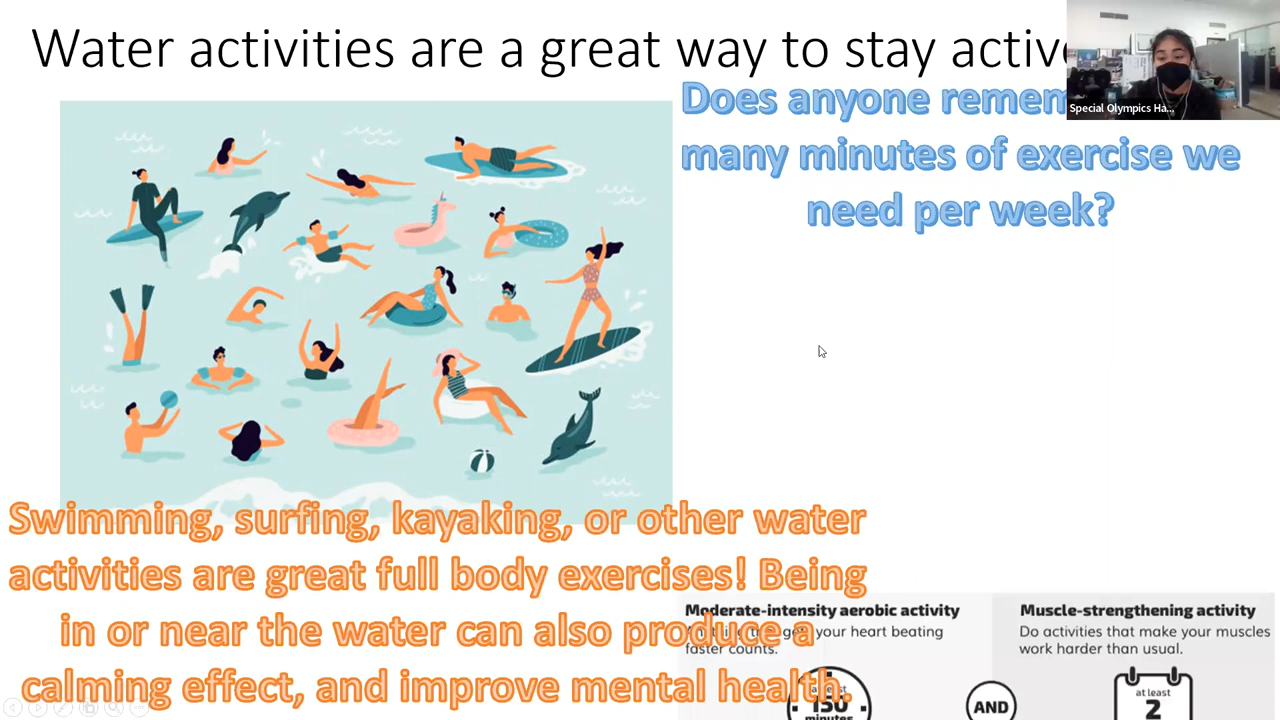 Water activities are a great way to stay active
Special Olympics Ha...
Does anyone remem
many minutes of exercise we
need per week?
Swimming, surfing, kayaking, or other water
activities are great full body exercises! Being
in or near the water can also produce a
calming effect, and improve mental health.
Moderate-intensity aerobic activity
your heart beating
faster counts.
150
minutes
AND
Muscle-strengthening activity
Do activities that make your muscles
work harder than usual.
at least
2